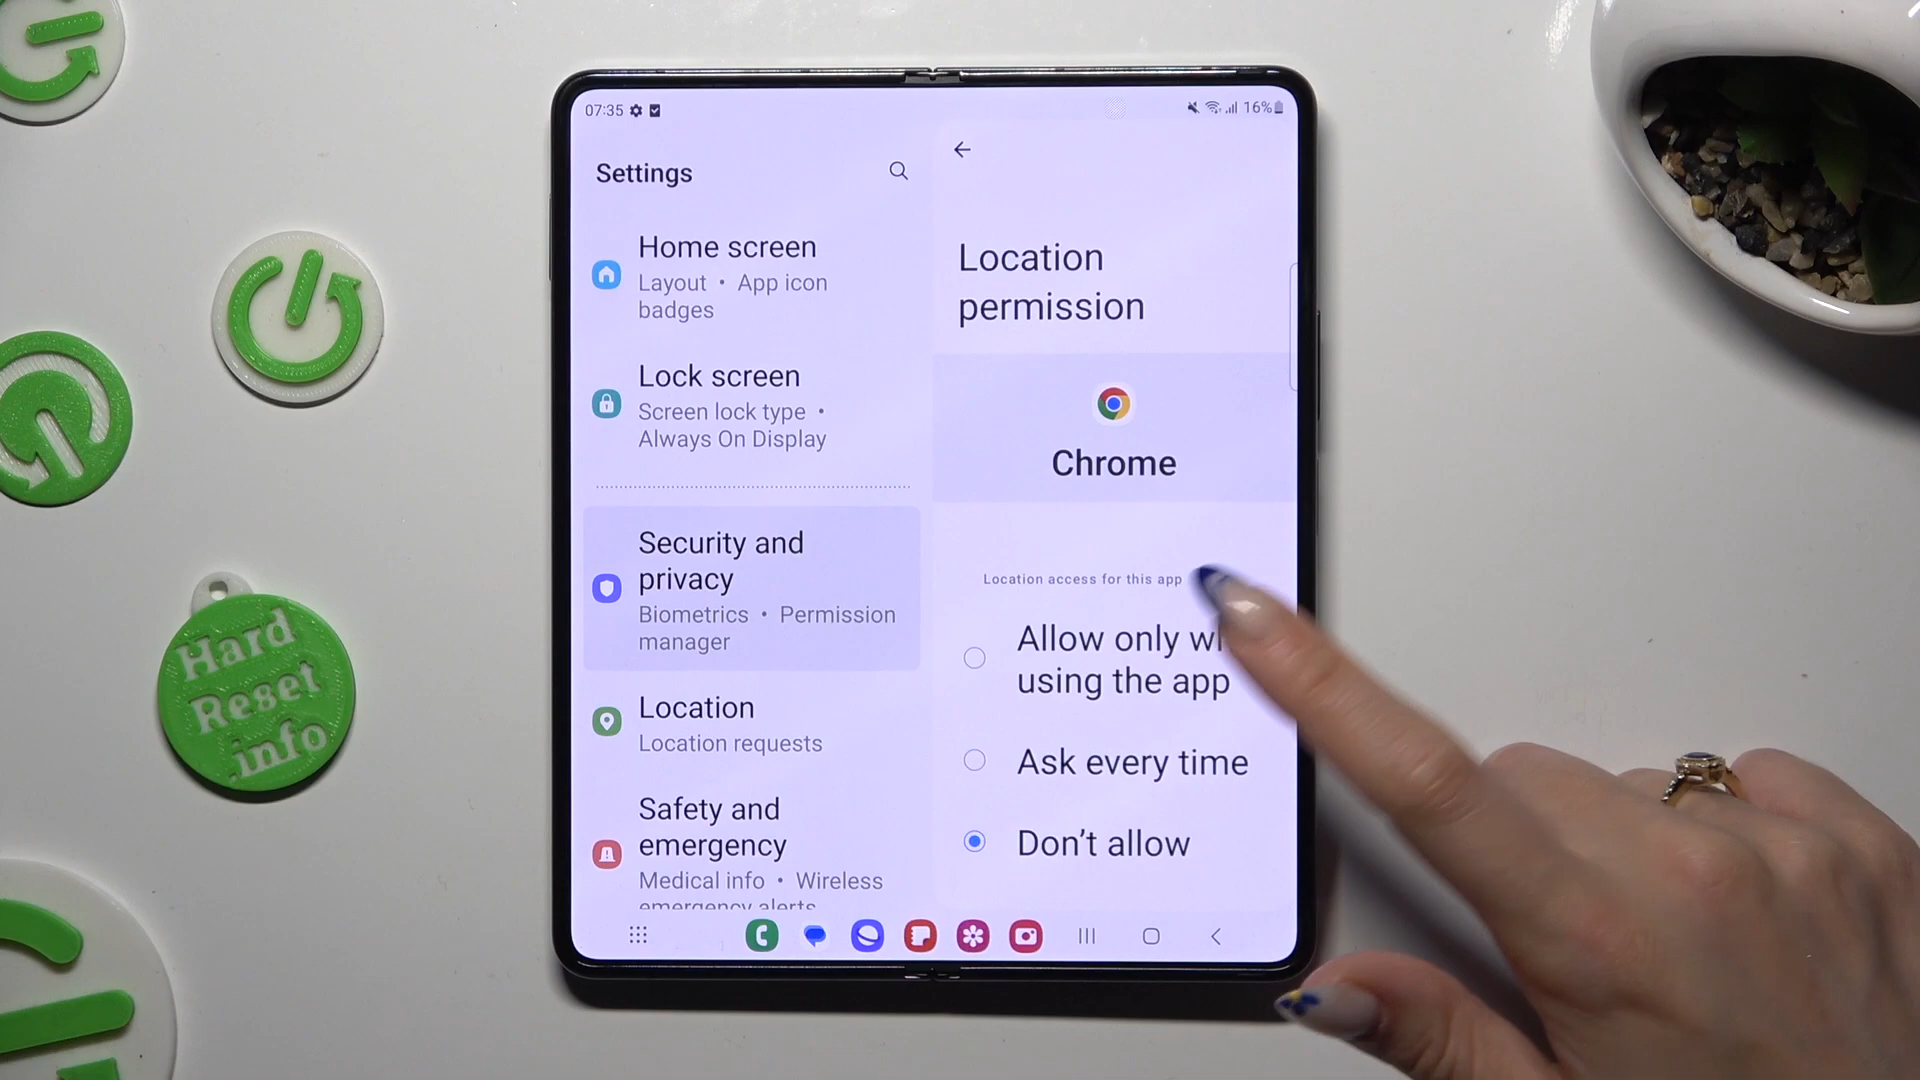 07:35
16%
Settings
Home screen
Layout • App icon
badges
Lock screen
Screen lock type •
Always On Display
Security and
privacy
Biometrics • Permission
manager
Location
Location requests
Safety and
emergency
Medical info • Wireless
emergency alerts
Location
permission
Chrome
Location access for this app
Allow only
using the app
Ask every time
Don't allow
Hard
Reset
.info